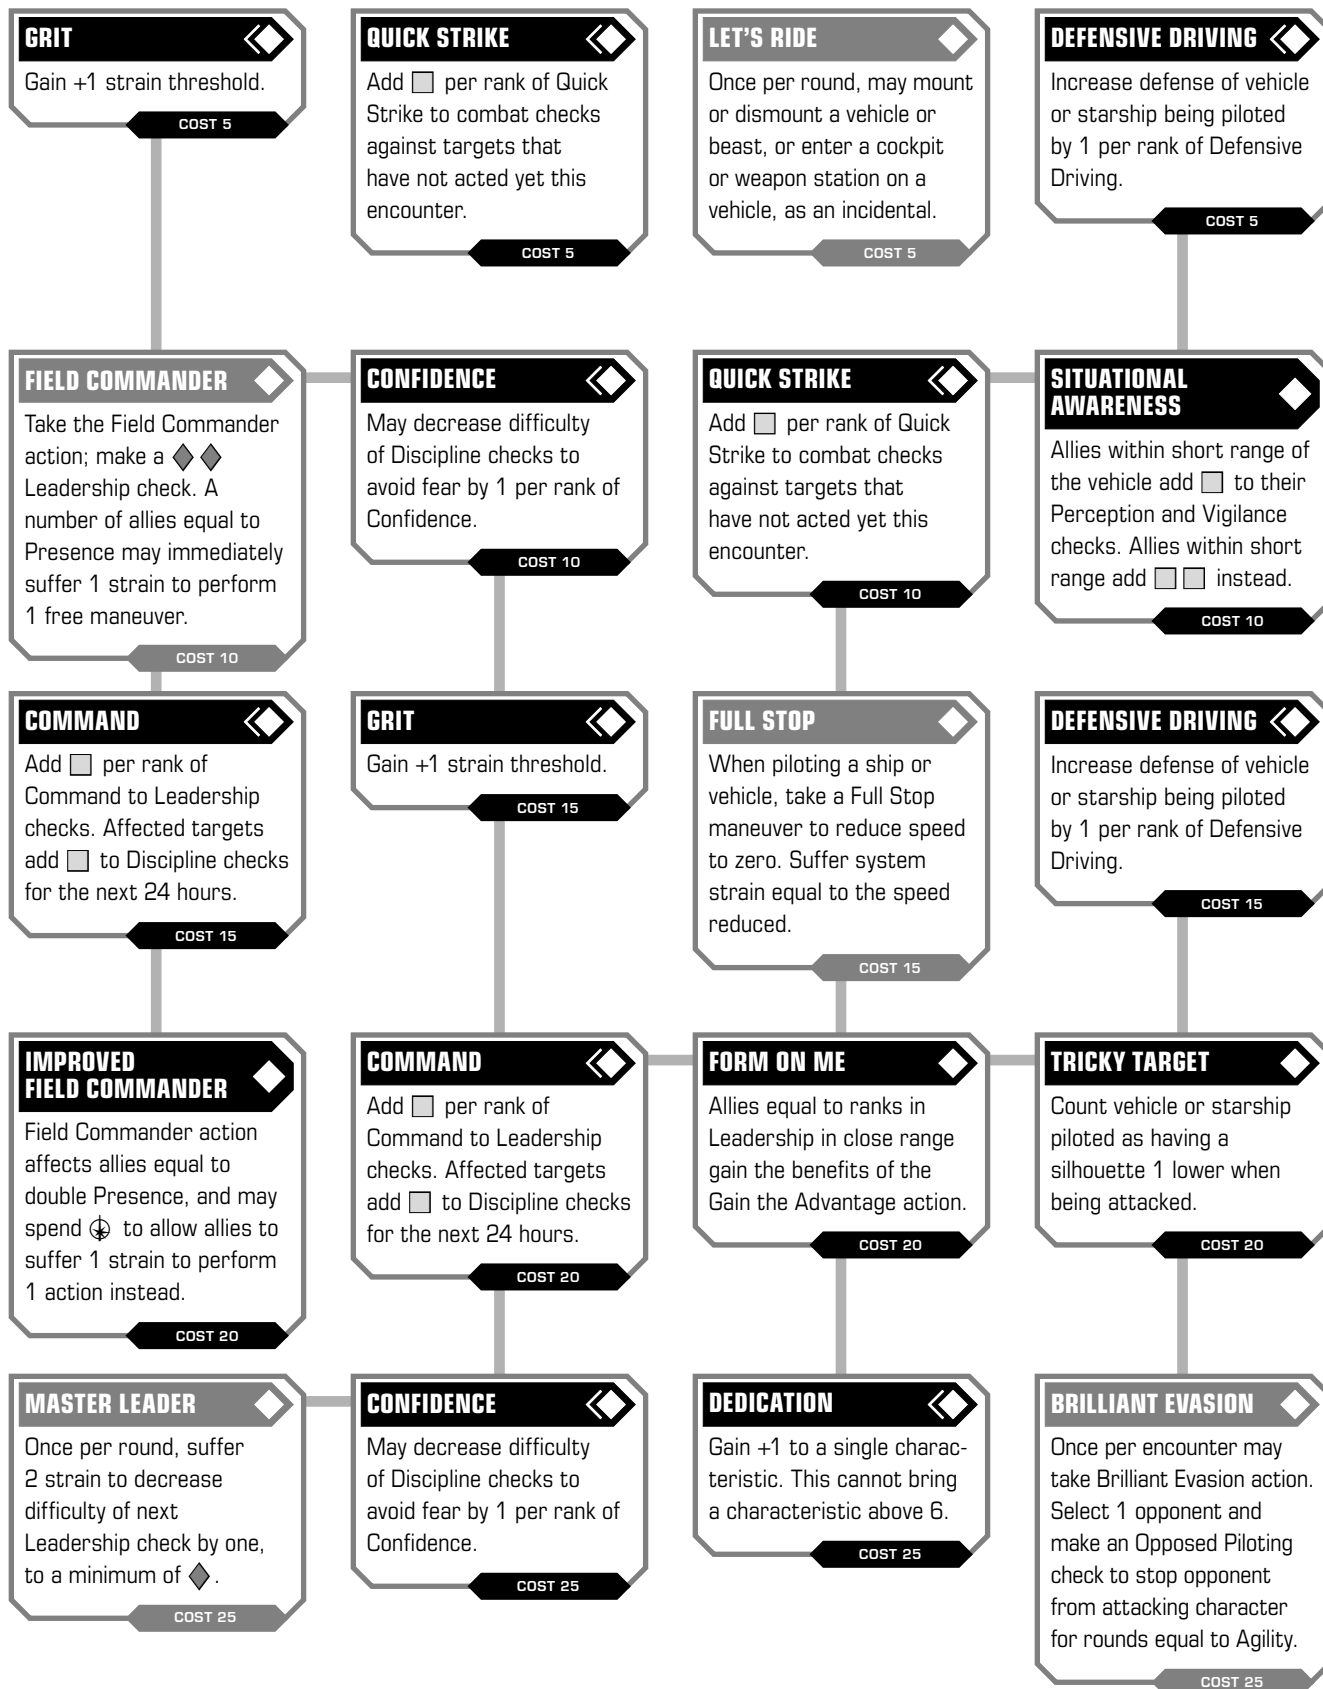 GRIT
Gain +1 strain threshold.
COST 5
QUICK STRIKE
Add per rank of Quick
Strike to combat checks
against targets that
have not acted yet this
encounter.
COST 5
LET'S RIDE
Once per round, may mount
or dismount a vehicle or
beast, or enter a cockpit
or weapon station on a
vehicle, as an incidental.
COST 5
DEFENSIVE DRIVING
Increase defense of vehicle
or starship being piloted
by 1 per rank of Defensive
Driving.
COST 5
FIELD COMMANDER
Take the Field Commander
action; make a
Leadership check. A
number of allies equal to
Presence may immediately
suffer 1 strain to perform
1 free maneuver.
COST 10
CONFIDENCE
May decrease difficulty
of Discipline checks to
avoid fear by 1 per rank of
Confidence.
COST 10
QUICK STRIKE
Add per rank of Quick
Strike to combat checks
against targets that
have not acted yet this
encounter.
COST 10
SITUATIONAL
AWARENESS
Allies within short range of
the vehicle add to their
Perception and Vigilance
checks. Allies within short
range add instead.
COST 10
COMMAND
Add per rank of
Command to Leadership
checks. Affected targets
add to Discipline checks
for the next 24 hours.
COST 15
GRIT
Gain +1 strain threshold.
COST 15
FULL STOP
When piloting a ship or
vehicle, take a Full Stop
maneuver to reduce speed
to zero. Suffer system
strain equal to the speed
reduced.
COST 15
DEFENSIVE DRIVING
Increase defense of vehicle
or starship being piloted
by 1 per rank of Defensive
Driving.
COST 15
IMPROVED
FIELD COMMANDER
Field Commander action
affects allies equal to
double Presence, and may
spend to allow allies to
suffer 1 strain to perform
1 action instead.
COST 20
COMMAND
Add per rank of
Command to Leadership
checks. Affected targets
add to Discipline checks
for the next 24 hours.
COST 20
FORM ON ME
Allies equal to ranks in
Leadership in close range
gain the benefits of the
Gain the Advantage action.
COST 20
TRICKY TARGET
Count vehicle or starship
piloted as having a
silhouette 1 lower when
being attacked.
COST 20
MASTER LEADER
Once per round, suffer
2 strain to decrease
difficulty of next
Leadership check by one,
to a minimum of .
COST 25
CONFIDENCE
May decrease difficulty
of Discipline checks to
avoid fear by 1 per rank of
Confidence.
COST 25
DEDICATION
Gain +1 to a single charac-
teristic. This cannot bring
a characteristic above 6.
COST 25
BRILLIANT EVASION
Once per encounter may
take Brilliant Evasion action.
Select 1 opponent and
make an Opposed Piloting
check to stop opponent
from attacking character
for rounds equal to Agility.
COST 25